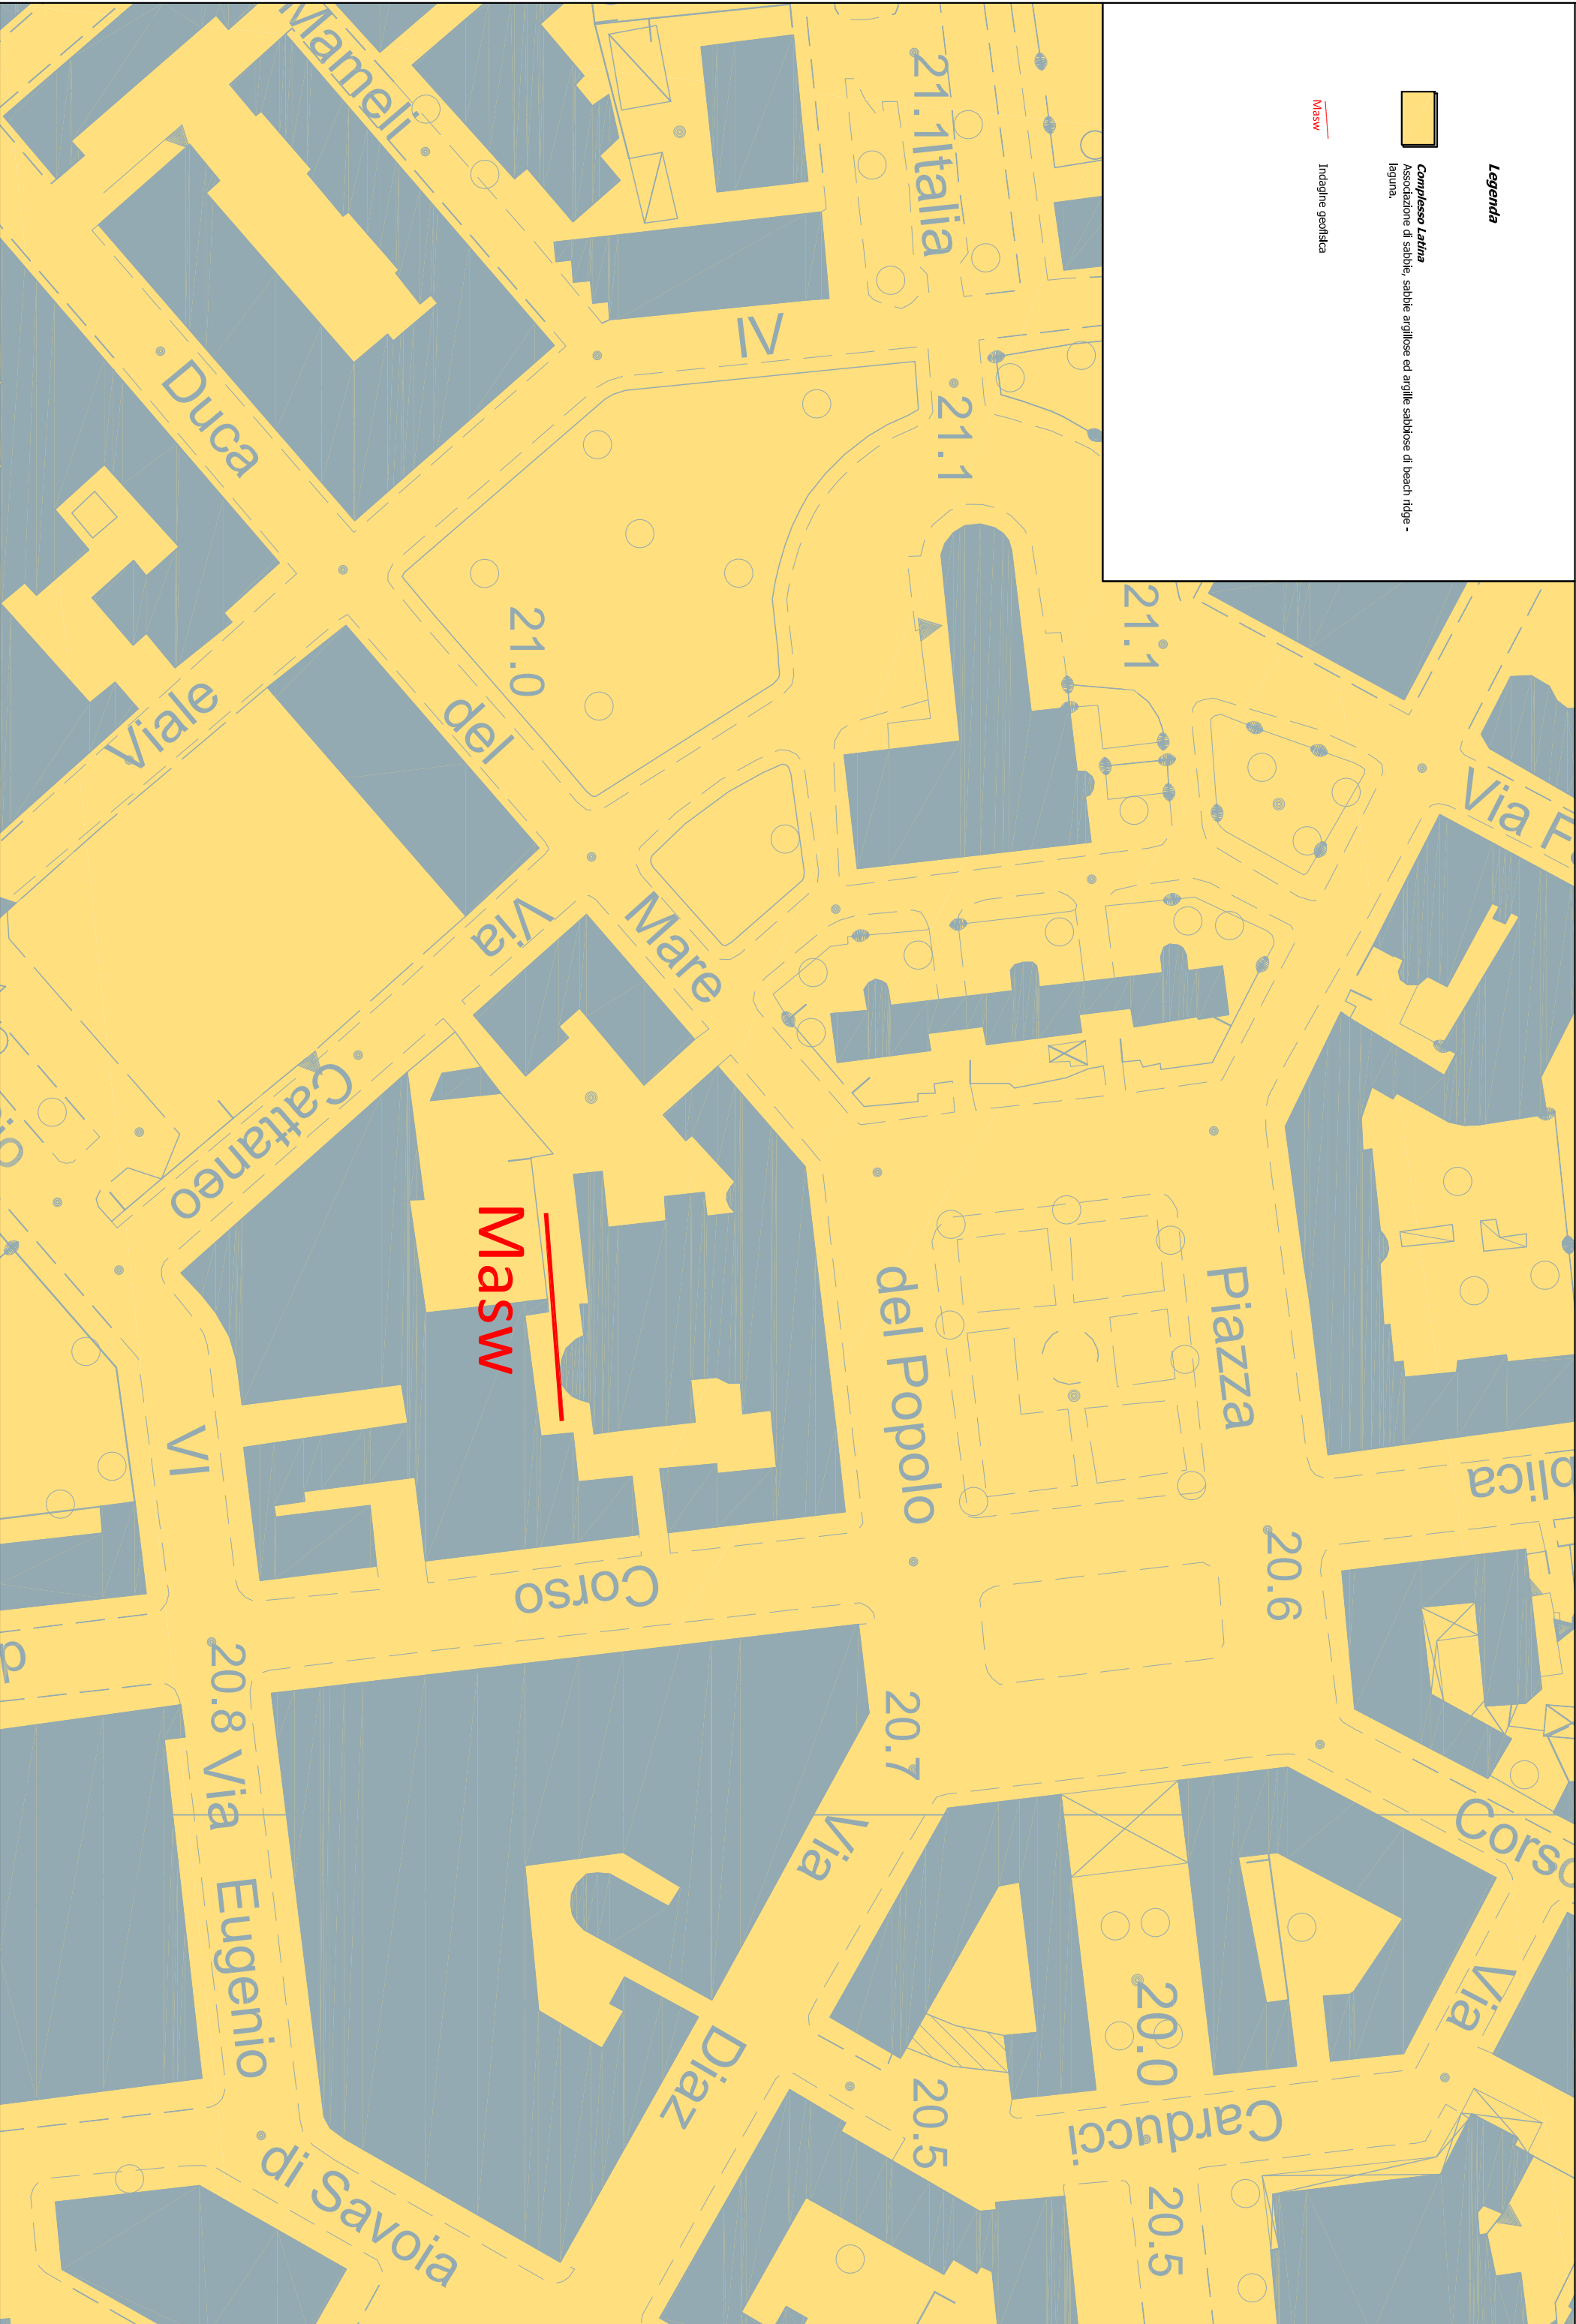 Legenda
Complesso Latina
Associazione di sabbie, sabbie argillose ed argille sabbiose di beach ridge -
laguna.
Masw
Indagine geofisica
Mameli
21.1
Italia
IV
21.1
21.1
Duca
21.0
del
Viale
Via F
Via
Mare
Cattaneo
Masw
del Popolo
Piazza
VI
Corso
20.6
20.8
Via
20.7
Via
Corso
Eugenio
Diaz
20.0
Via
20.5
Carducci
di Savoia
20.5